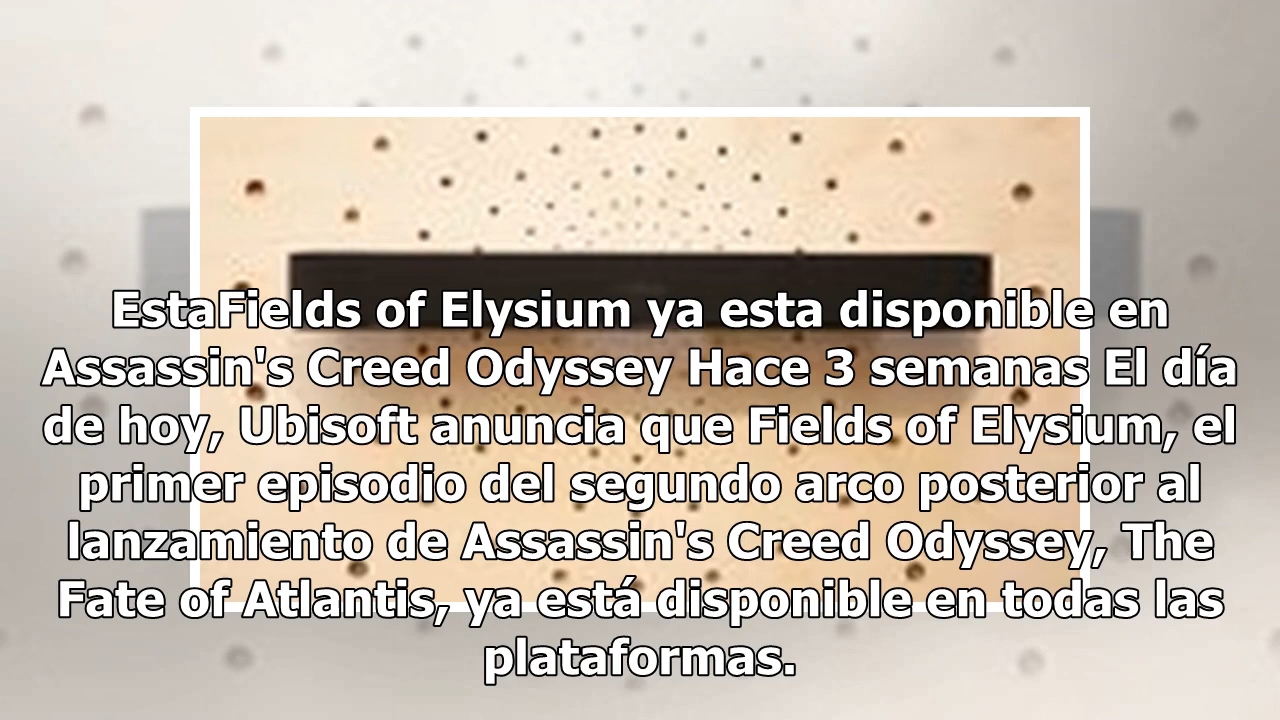 EstaFields of Elysium ya esta disponible en
Assassin's Creed Odyssey Hace 3 semanas El día
de hoy, Ubisoft anuncia que Fields of Elysium, el
primer episodio del segundo arco posterior al
lanzamiento de Assassin's Creed Odyssey, The
Fate of Atlantis, ya está disponible en todas las
plataformas.